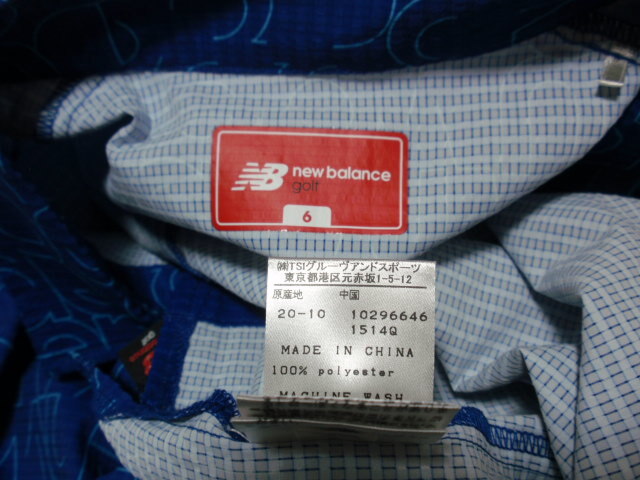 NB new balance
golf
6
㈱TSIグルーヴアンドスポーツ
東京都港区元赤坂1-5-12
原産地 中国
20-10 10296646
1514Q
MADE IN CHINA
100% polyester
MACHINE WASH